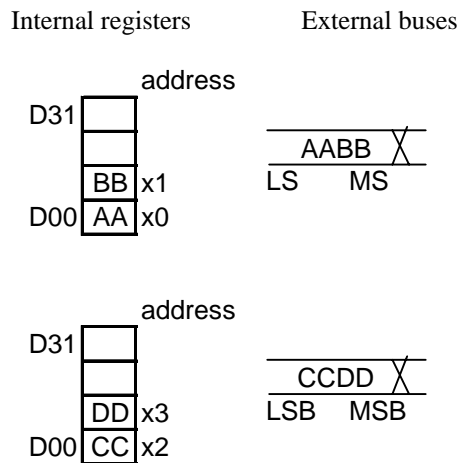 Internal registers External buses
address
D31
AABB
BB x1 LS MS
D00 AA x0
address
D31
CCDD
DD x3 LSB MSB
D00 CC x2